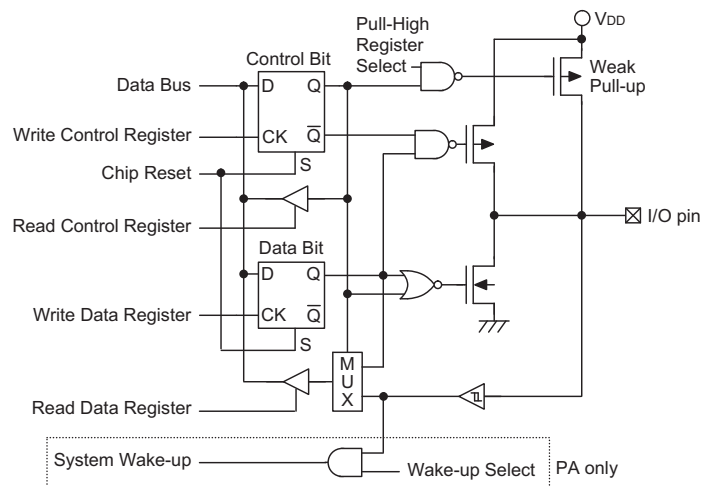 VDD
Pull-High
Register
Select
Weak
Pull-up
Control Bit
Data Bus
D Q
Write Control Register
CK Q̅
Chip Reset
S
Read Control Register
I/O pin
Data Bit
D Q
Write Data Register
CK Q̅
S
M
U
X
Read Data Register
System Wake-up
Wake-up Select
PA only